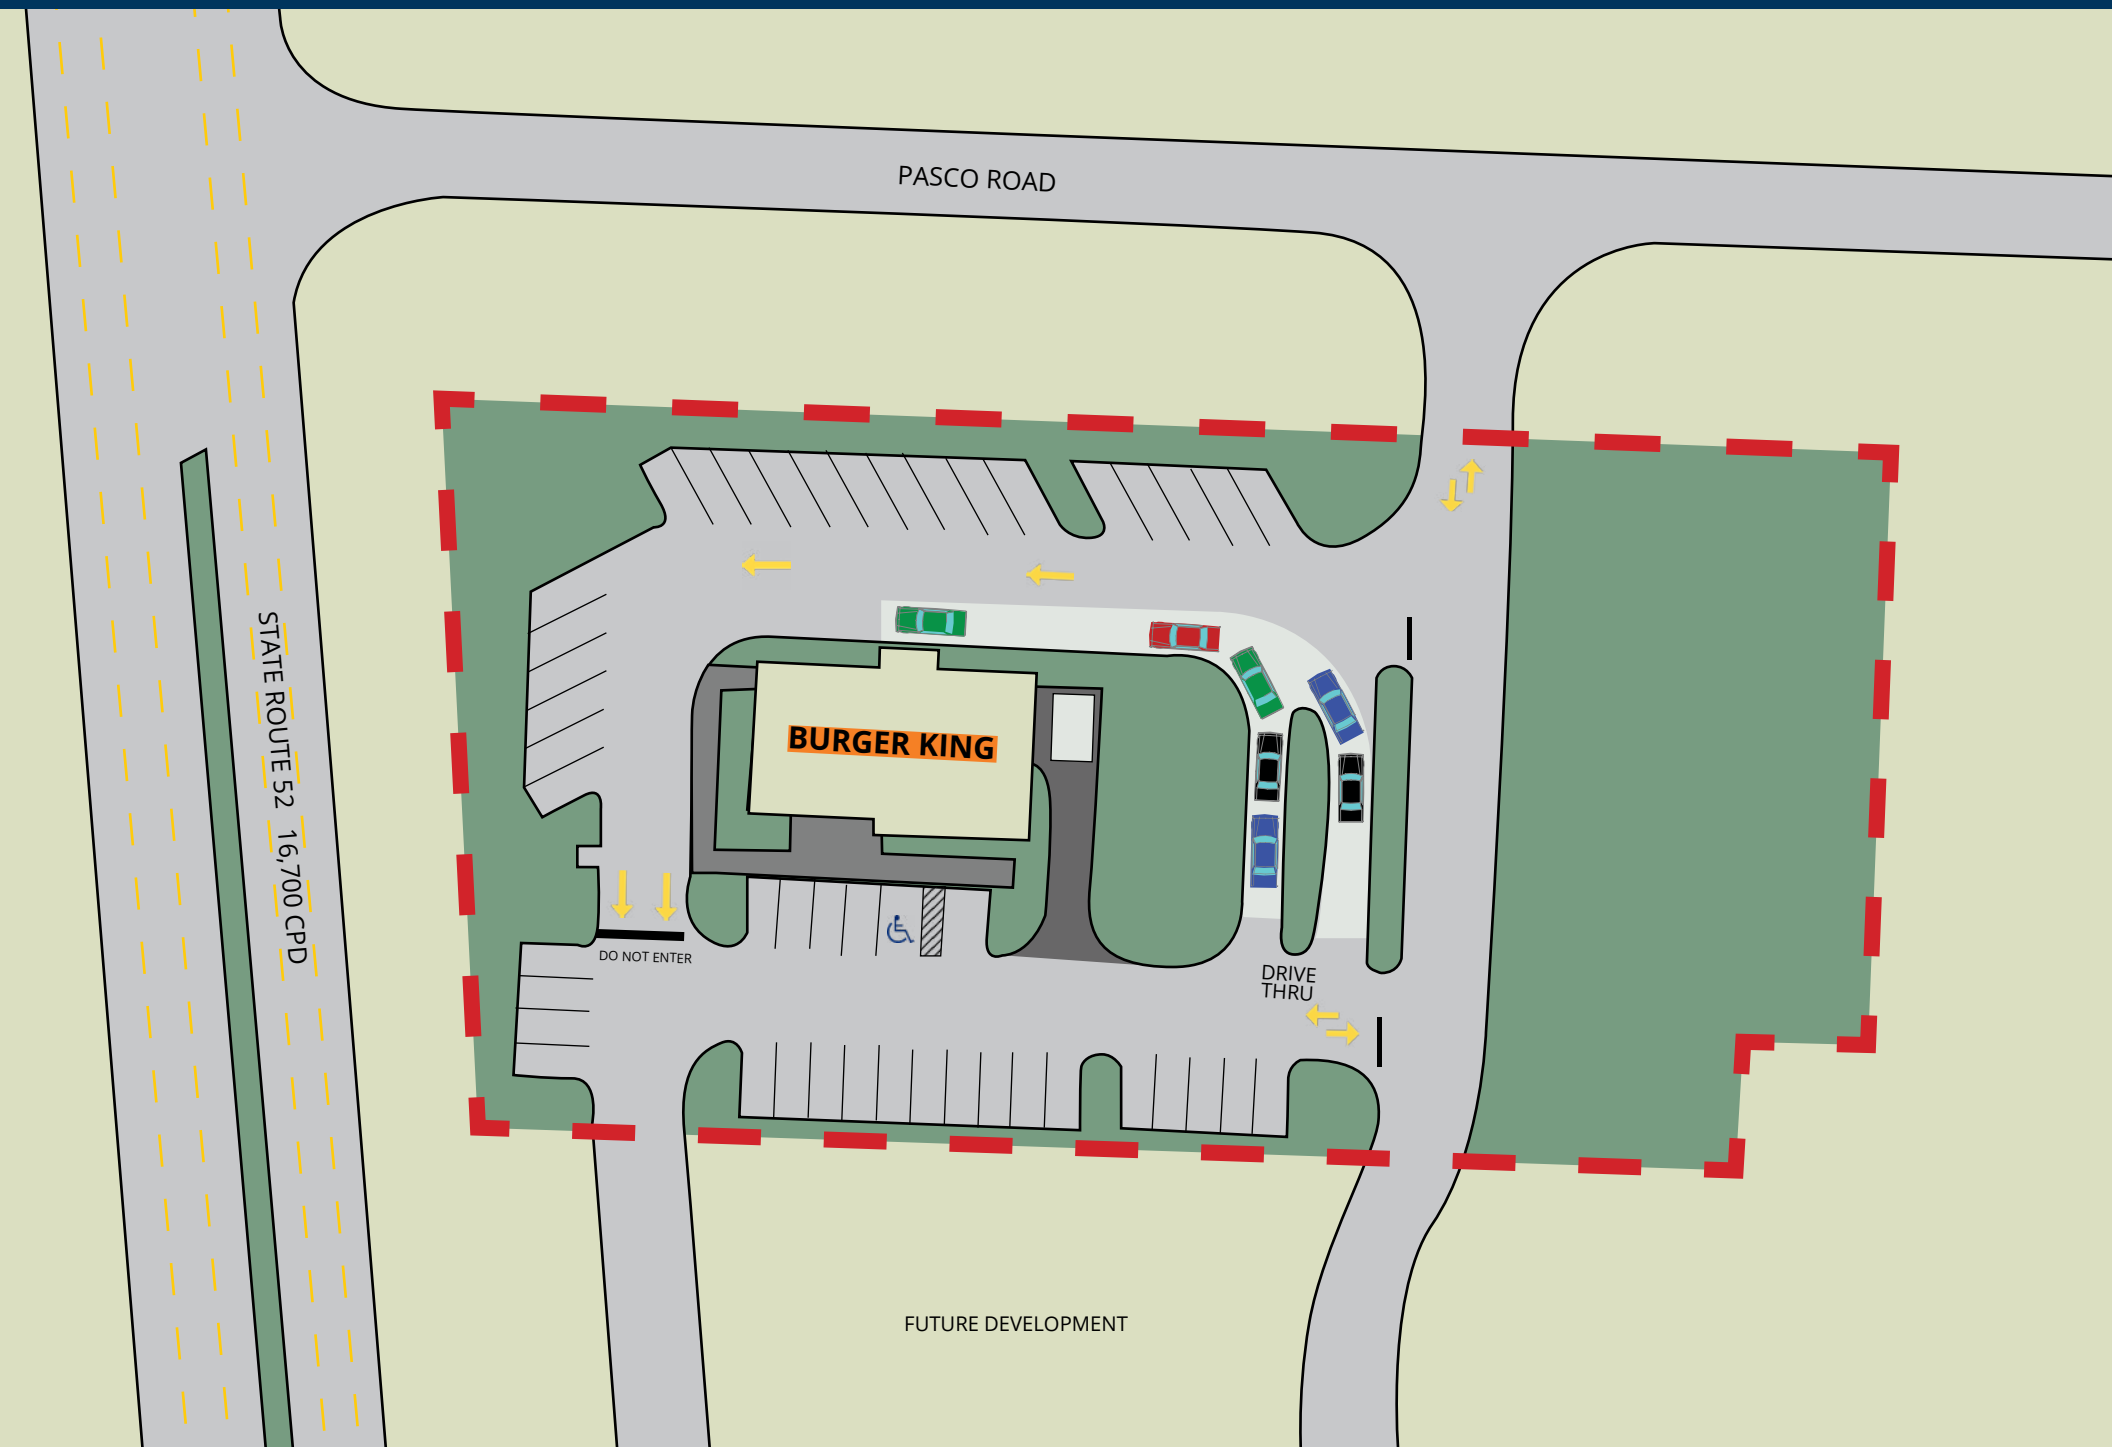 PASCO ROAD
STATE ROUTE 52 16,700 CPD
BURGER KING
DO NOT ENTER
DRIVE
THRU
FUTURE DEVELOPMENT